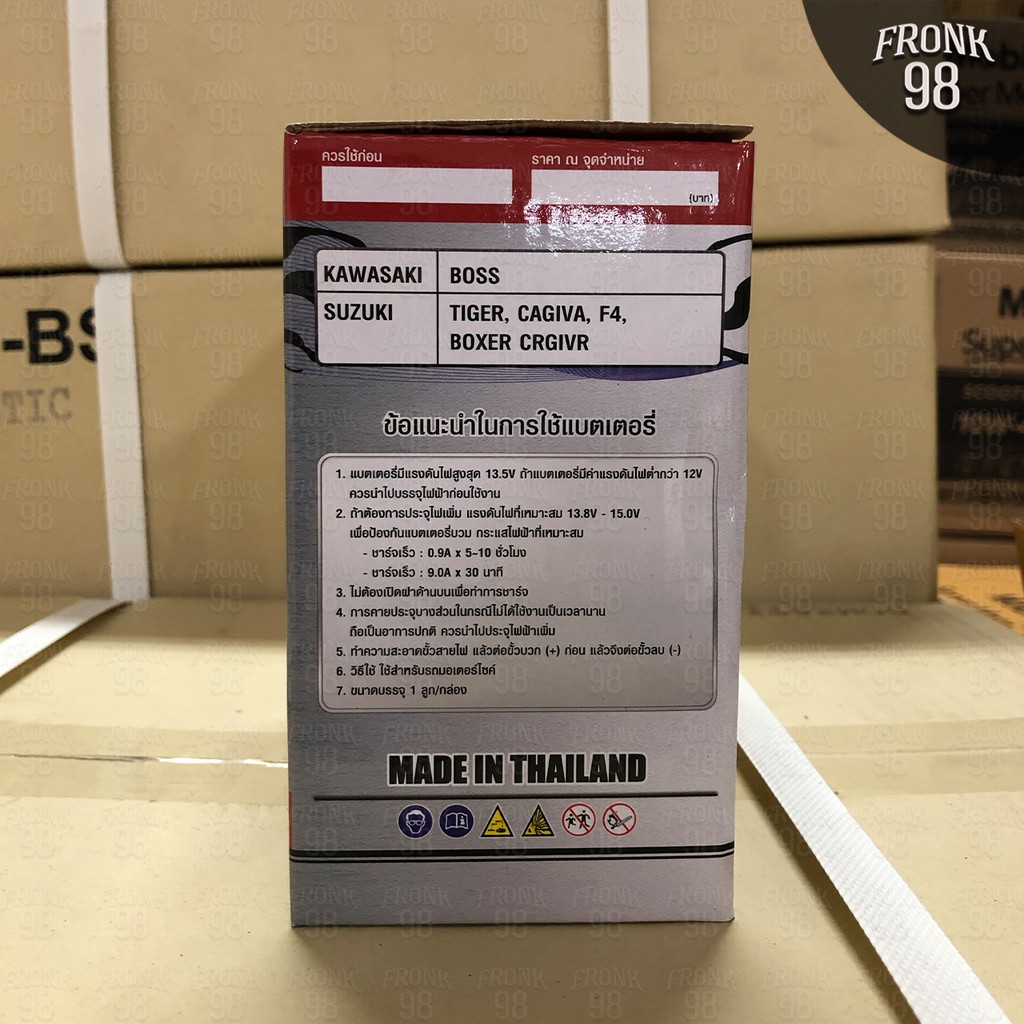 FRONK
98
ควรใช้ก่อน
ราคา ณ จุดจำหน่าย
(บาท)
KAWASAKI BOSS
SUZUKI TIGER, CAGIVA, F4,
BOXER CRGIVR
ข้อแนะนำในการใช้แบตเตอรี่
1. แบตเตอรี่มีแรงดันไฟสูงสุด 13.5V ถ้าแบตเตอรี่มีค่าแรงดันไฟต่ำกว่า 12V
ควรนำไปบรรจุไฟฟ้าก่อนใช้งาน
2. ถ้าต้องการประจุไฟเพิ่ม แรงดันไฟที่เหมาะสม 13.8V - 15.0V
เพื่อป้องกันแบตเตอรี่บวม กระแสไฟฟ้าที่เหมาะสม
- ชาร์จเร็ว : 0.9A x 5~10 ชั่วโมง
- ชาร์จเร็ว : 9.0A x 30 นาที
3. ไม่ต้องเปิดฝาด้านบนเพื่อทำการชาร์จ
4. การคายประจุบางส่วนในกรณีไม่ได้ใช้งานเป็นเวลานาน
ถือเป็นอาการปกติ ควรนำไปประจุไฟฟ้าเพิ่ม
5. ทำความสะอาดขั้วสายไฟ แล้วต่อขั้วบวก (+) ก่อน แล้วจึงต่อขั้วลบ (-)
6. วิธีใช้ ใช้สำหรับรถมอเตอร์ไซค์
7. ขนาดบรรจุ 1 ลูก/กล่อง
MADE IN THAILAND
-BS
TIC